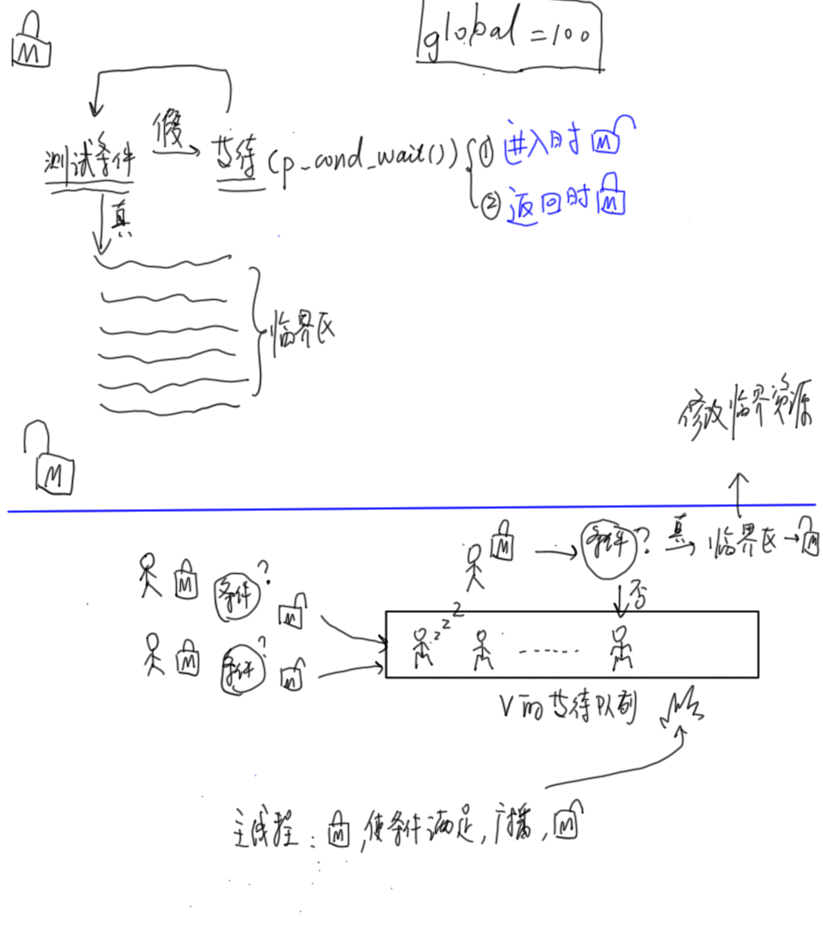 M
global = 100
假
测试条件
等待 (p_cond_wait())
① 进入时 M
② 返回时 M
真
临界区
M
修改临界资源
M 条件? M
M 条件? M
M 条件? 真 临界区 → M
否
z z z
......
V的等待队列
主线程: M, 使条件满足, 广播, M